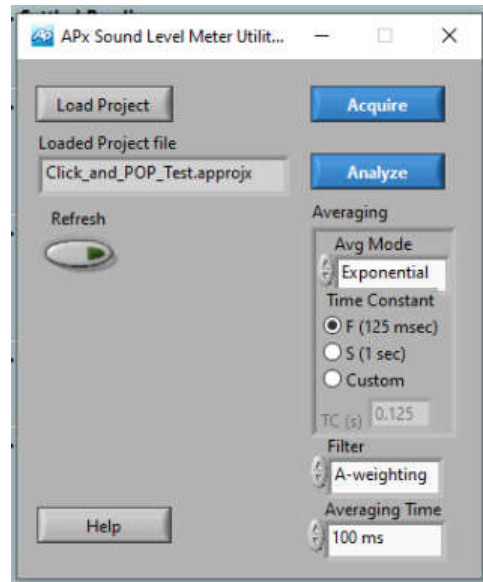 APx Sound Level Meter Utilit...
Load Project
Acquire
Loaded Project file
Click_and_POP_Test.approjx
Analyze
Refresh
Averaging
Avg Mode
Exponential
Time Constant
F (125 msec)
S (1 sec)
Custom
TC (s) 0.125
Filter
A-weighting
Help
Averaging Time
100 ms